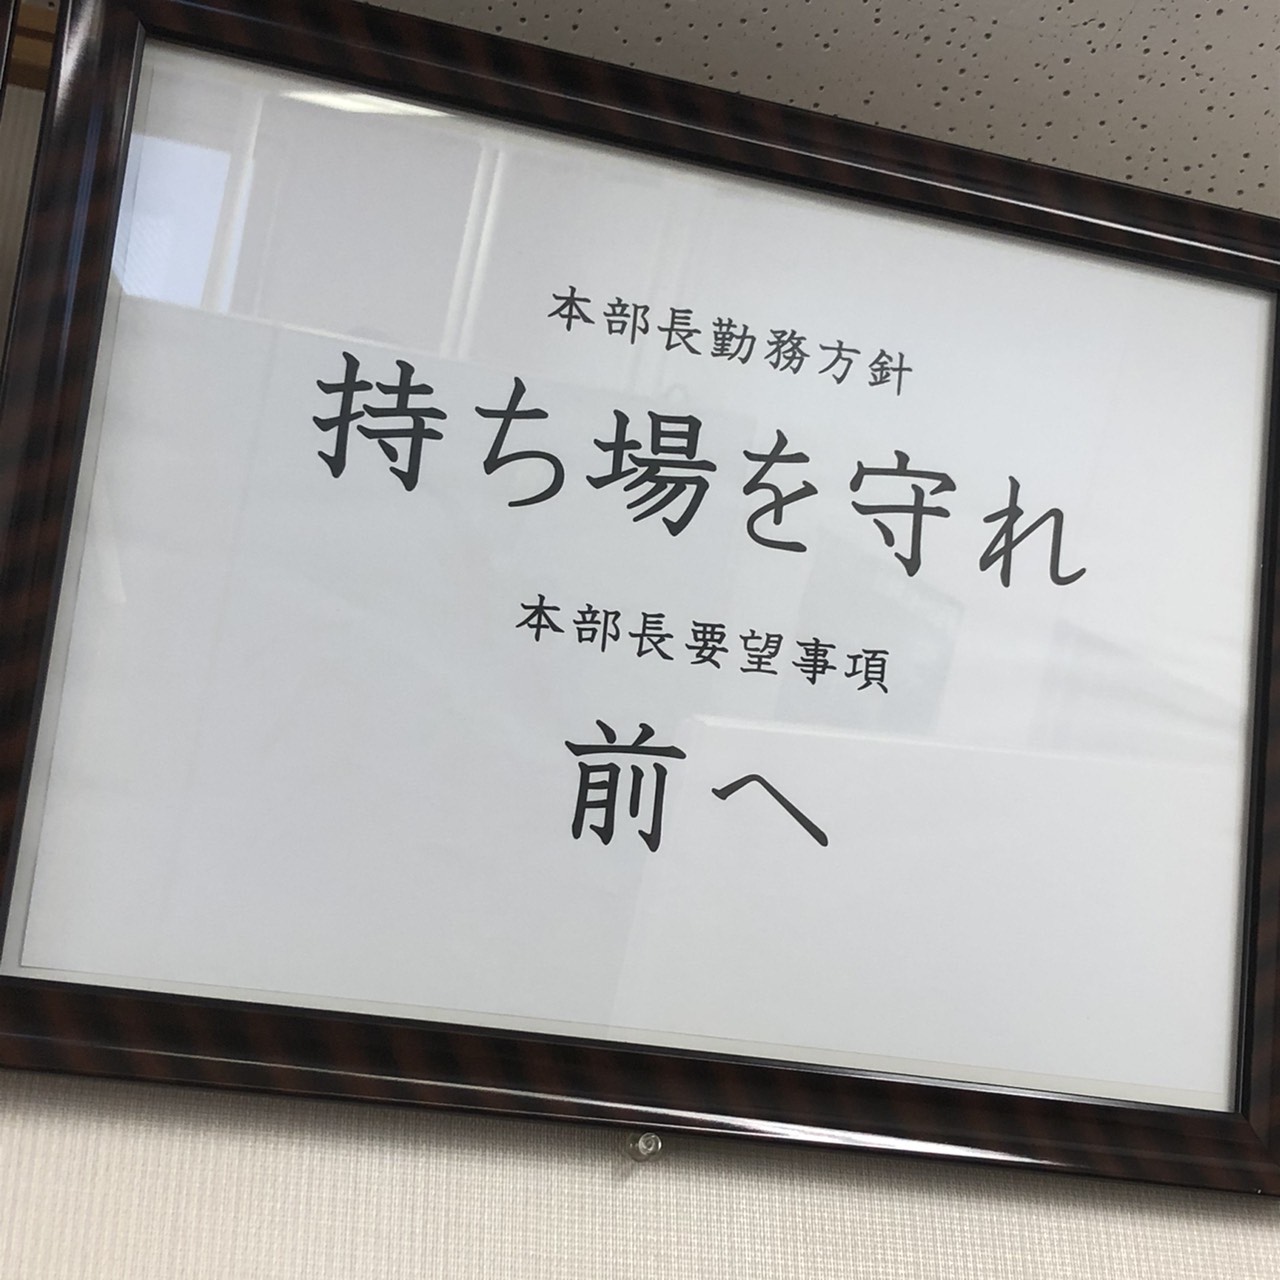 本部長勤務方針
持ち場を守れ
本部長要望事項
前へ